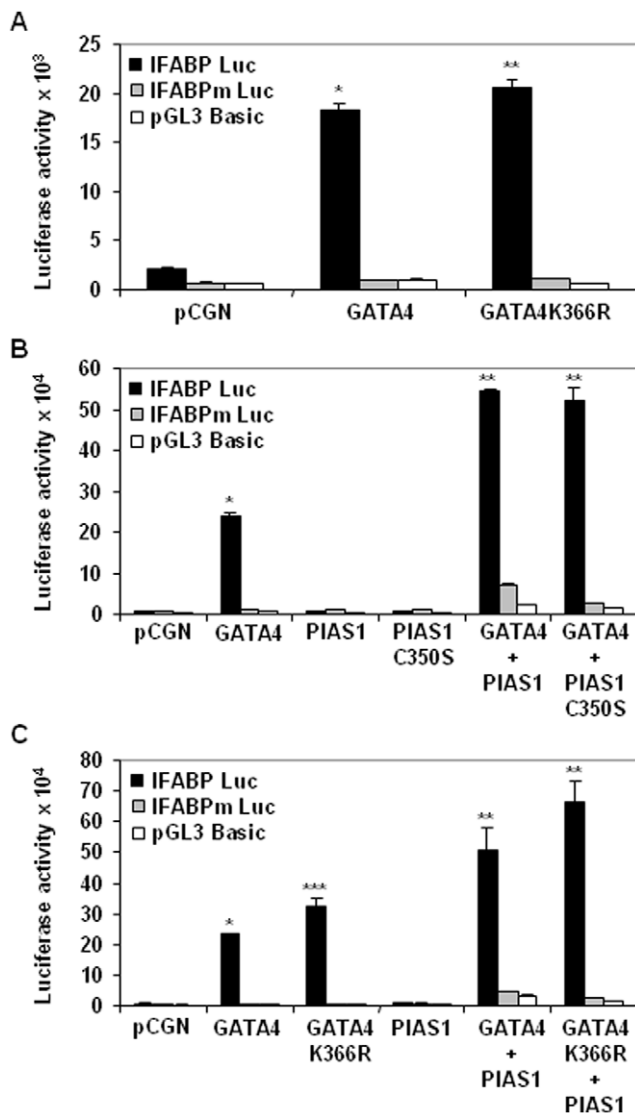 A
Luciferase activity x 10³
25
20
15
10
5
0
IFABP Luc
IFABPm Luc
pGL3 Basic
*
**
pCGN
GATA4
GATA4K366R
B
Luciferase activity x 10⁴
60
50
40
30
20
10
0
IFABP Luc
IFABPm Luc
pGL3 Basic
*
**
**
pCGN
GATA4
PIAS1
PIAS1
C350S
GATA4
+
PIAS1
GATA4
+
PIAS1
C350S
C
Luciferase activity x 10⁴
80
70
60
50
40
30
20
10
0
IFABP Luc
IFABPm Luc
pGL3 Basic
*
***
**
**
pCGN
GATA4
GATA4
K366R
PIAS1
GATA4
+
PIAS1
GATA4
K366R
+
PIAS1